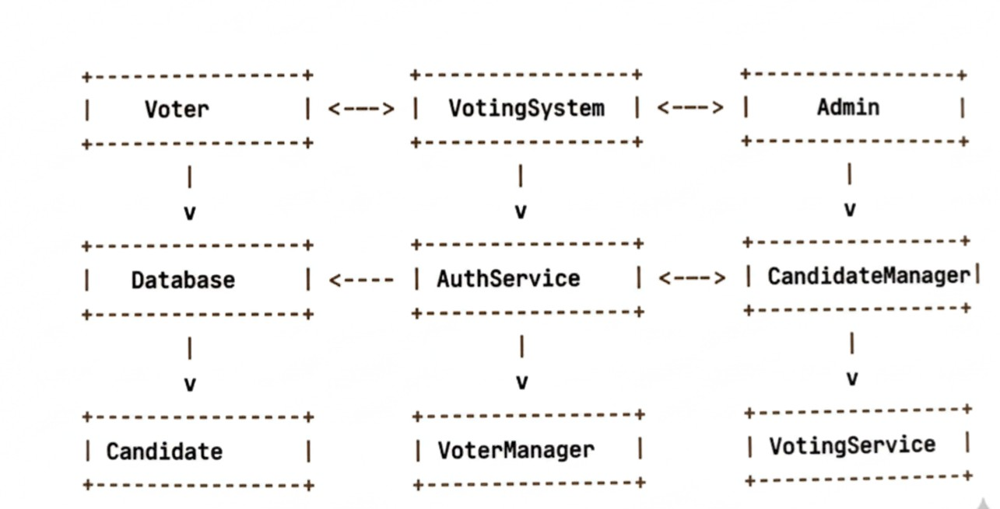 +----------------+       +----------------+       +----------------+
|     Voter      | <---> |  VotingSystem  | <---> |     Admin      |
+----------------+       +----------------+       +----------------+
        |                        |                        |
        v                        v                        v
+----------------+       +----------------+       +----------------+
|   Database     | <---- | AuthService    | <---> | CandidateManager|
+----------------+       +----------------+       +----------------+
        |                        |                        |
        v                        v                        v
+----------------+       +----------------+       +----------------+
| Candidate      |       | VoterManager   |       | VotingService  |
+----------------+       +----------------+       +----------------+